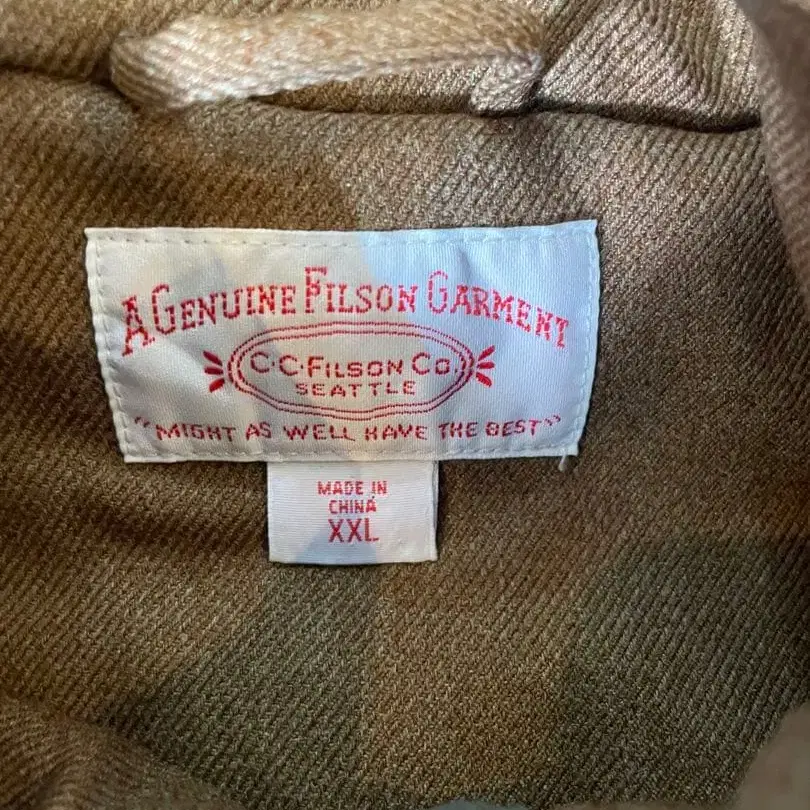 A GENUINE FILSON GARMENT
C·C·FILSON CO.
SEATTLE
"MIGHT AS WELL HAVE THE BEST"
MADE IN
CHINA
XXL